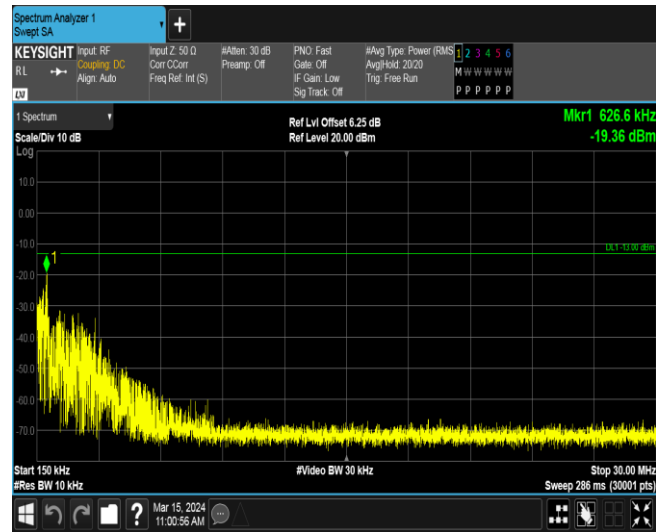 Spectrum Analyzer 1
Swept SA
+
KEYSIGHT
RL
LXI
Input: RF
Coupling: DC
Align: Auto
Input Z: 50 Ω
Corr CCorr
Freq Ref: Int (S)
#Atten: 30 dB
Preamp: Off
PNO: Fast
Gate: Off
IF Gain: Low
Sig Track: Off
#Avg Type: Power (RMS
Avg|Hold: 20/20
Trig: Free Run
1 2 3 4 5 6
M W W W W W
P P P P P P
1 Spectrum
Scale/Div 10 dB
Log
Ref Lvl Offset 6.25 dB
Ref Level 20.00 dBm
Mkr1 626.6 kHz
-19.36 dBm
10.0
0.00
-10.0
DL1 -13.00 dBm
1
-20.0
-30.0
-40.0
-50.0
-60.0
-70.0
Start 150 kHz
#Video BW 30 kHz
Stop 30.00 MHz
#Res BW 10 kHz
Sweep 286 ms (30001 pts)
?
Mar 15, 2024
11:00:56 AM